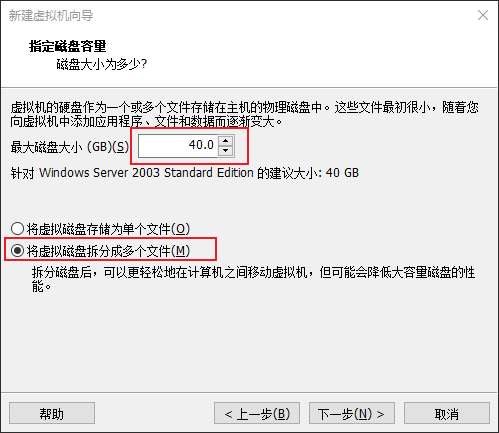 新建虚拟机向导
指定磁盘容量
磁盘大小为多少?
虚拟机的硬盘作为一个或多个文件存储在主机的物理磁盘中。这些文件最初很小，随着您
向虚拟机中添加应用程序、文件和数据而逐渐变大。
最大磁盘大小 (GB)(S) 40.0
针对 Windows Server 2003 Standard Edition 的建议大小: 40 GB
将虚拟磁盘存储为单个文件(O)
将虚拟磁盘拆分成多个文件(M)
拆分磁盘后，可以更轻松地在计算机之间移动虚拟机，但可能会降低大容量磁盘的性
能。
帮助 < 上一步(B) 下一步(N) > 取消